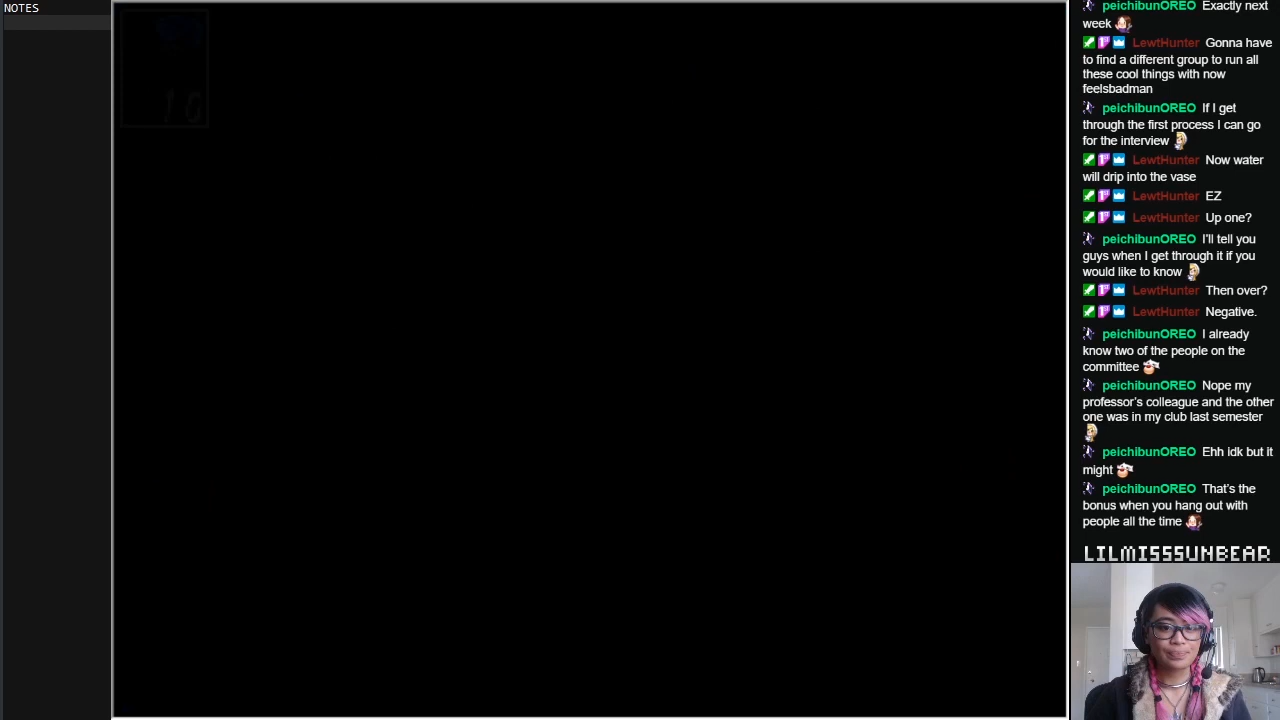 NOTES
10
peichibunOREO Exactly next
week
LewtHunter Gonna have
to find a different group to run all
these cool things with now
feelsbadman
peichibunOREO If I get
through the first process I can go
for the interview
LewtHunter Now water
will drip into the vase
LewtHunter EZ
LewtHunter Up one?
peichibunOREO I'll tell you
guys when I get through it if you
would like to know
LewtHunter Then over?
LewtHunter Negative.
peichibunOREO I already
know two of the people on the
committee
peichibunOREO Nope my
professor's colleague and the other
one was in my club last semester
peichibunOREO Ehh idk but it
might
peichibunOREO That's the
bonus when you hang out with
people all the time
LILMISSSUNBEAR